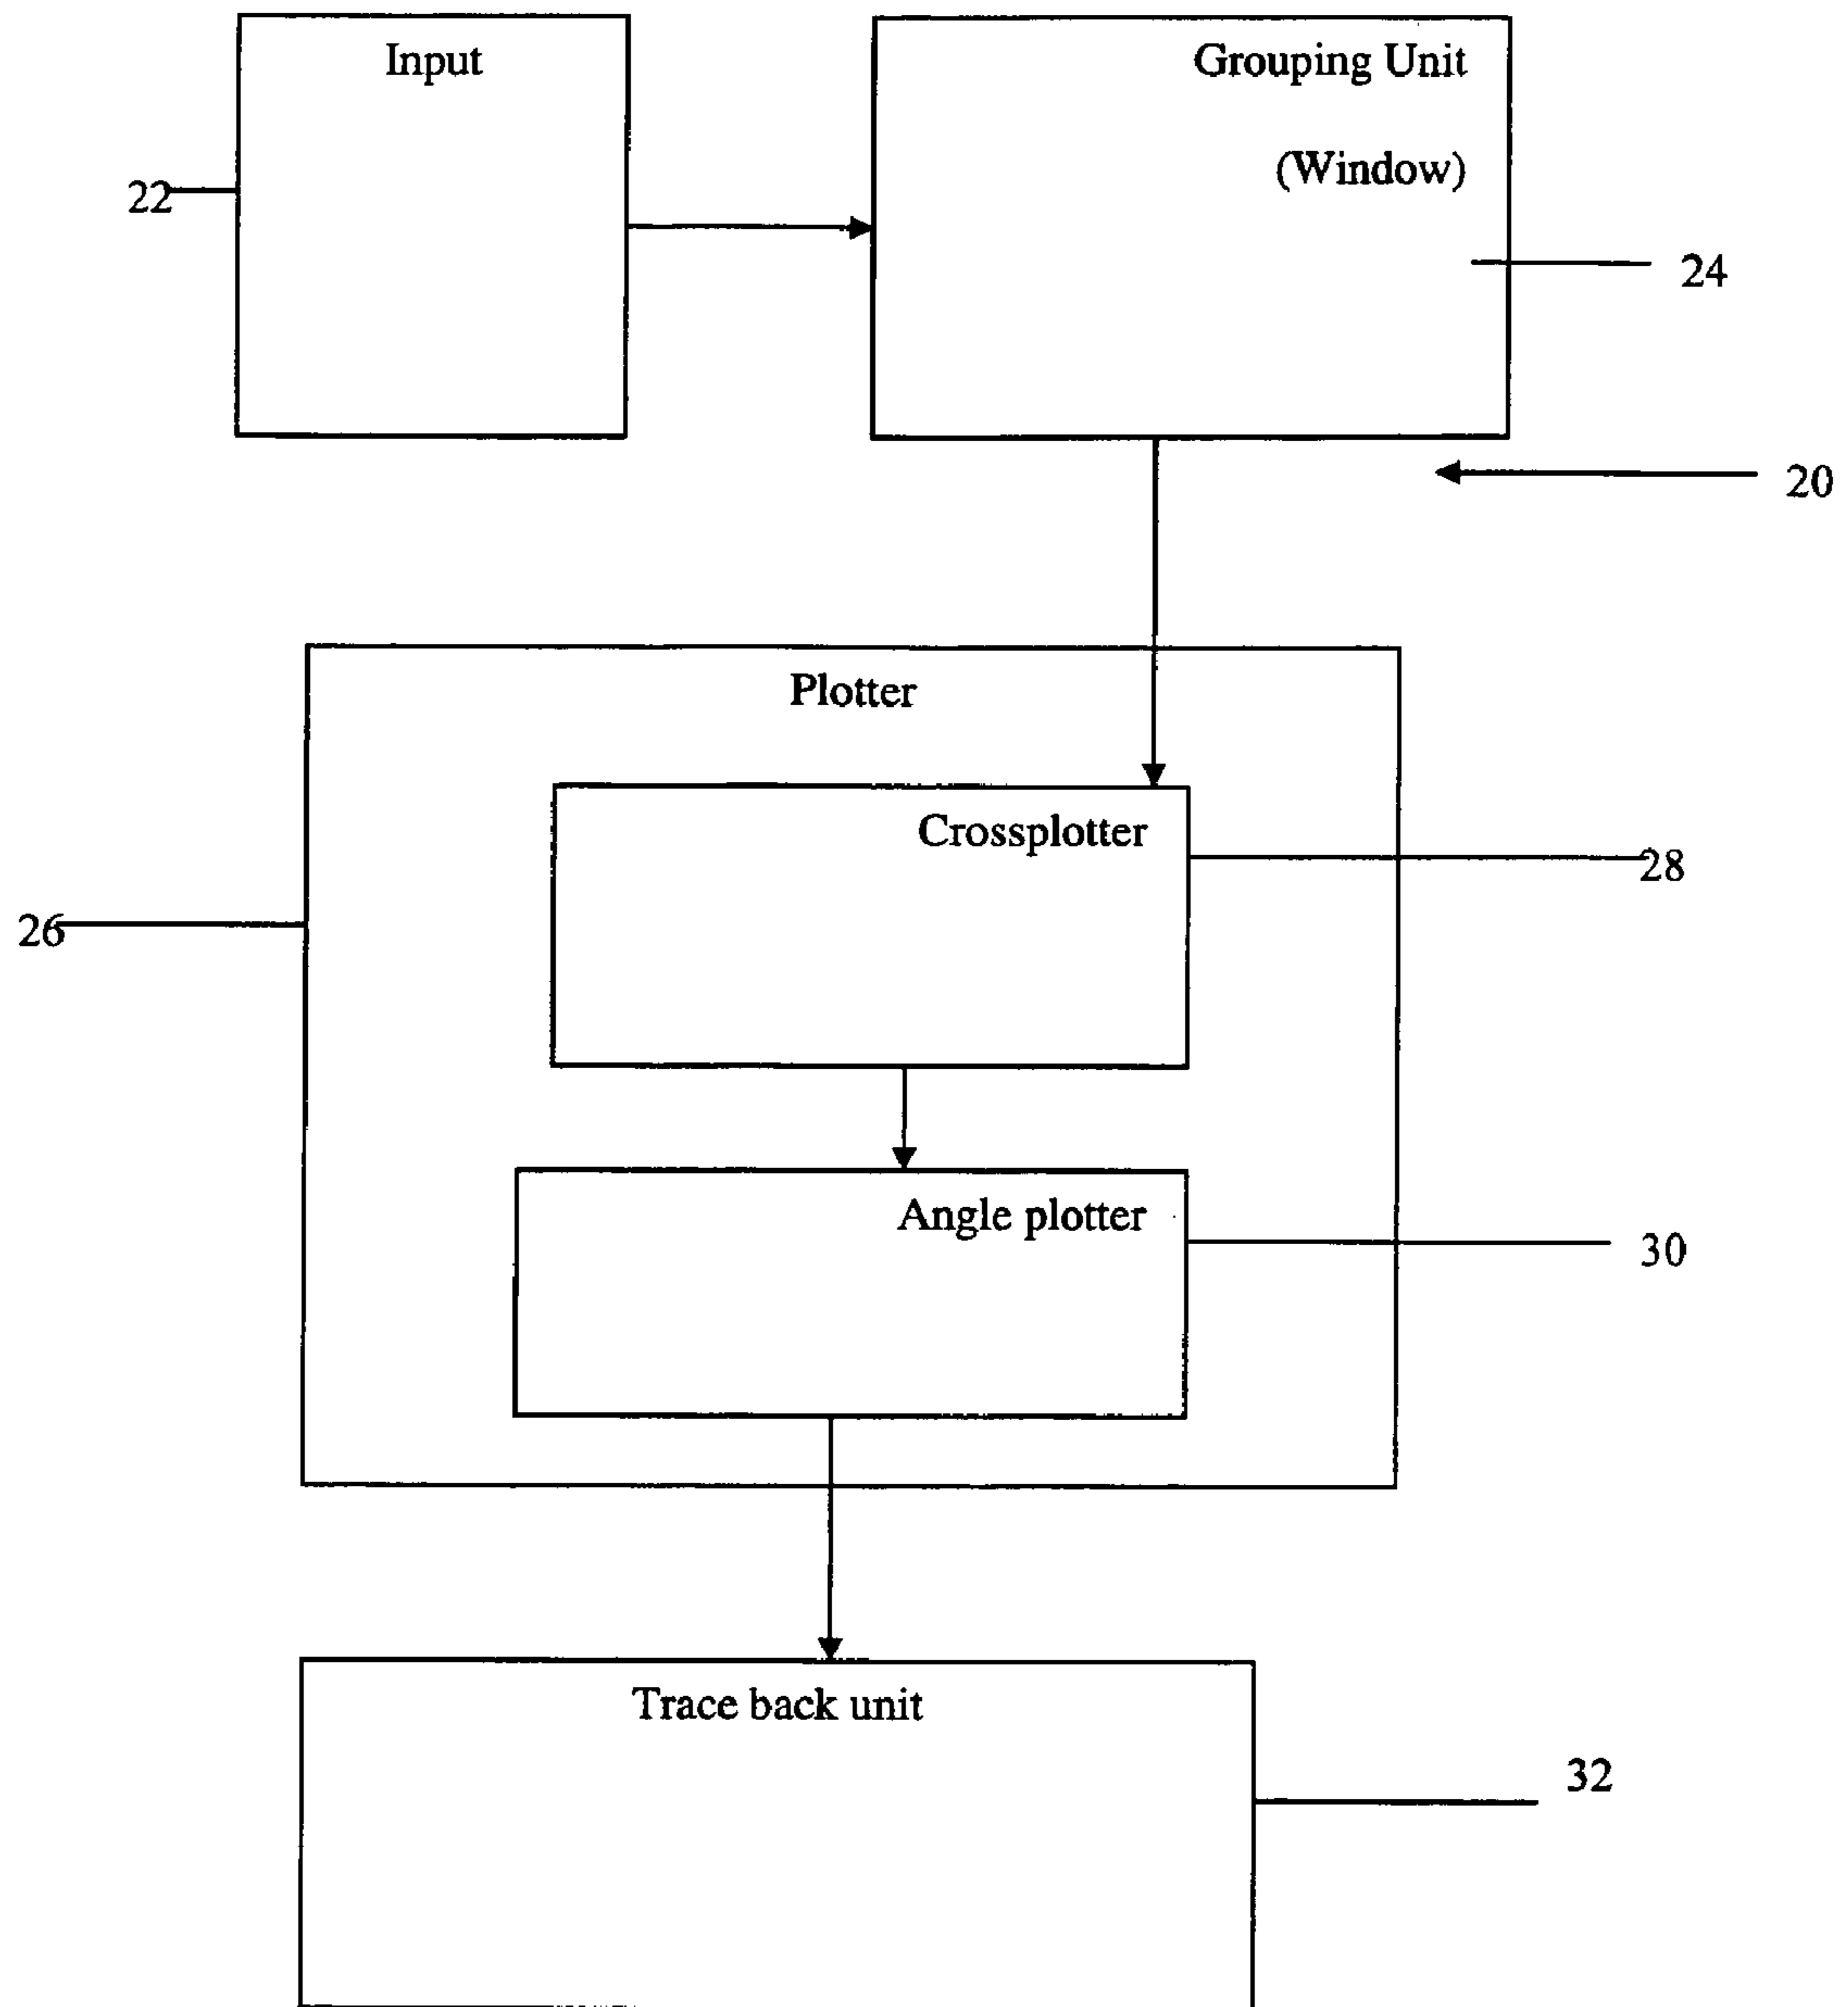 Input
Grouping Unit
(Window)
22
24
20
Plotter
Crossplotter
28
26
Angle plotter
30
Trace back unit
32